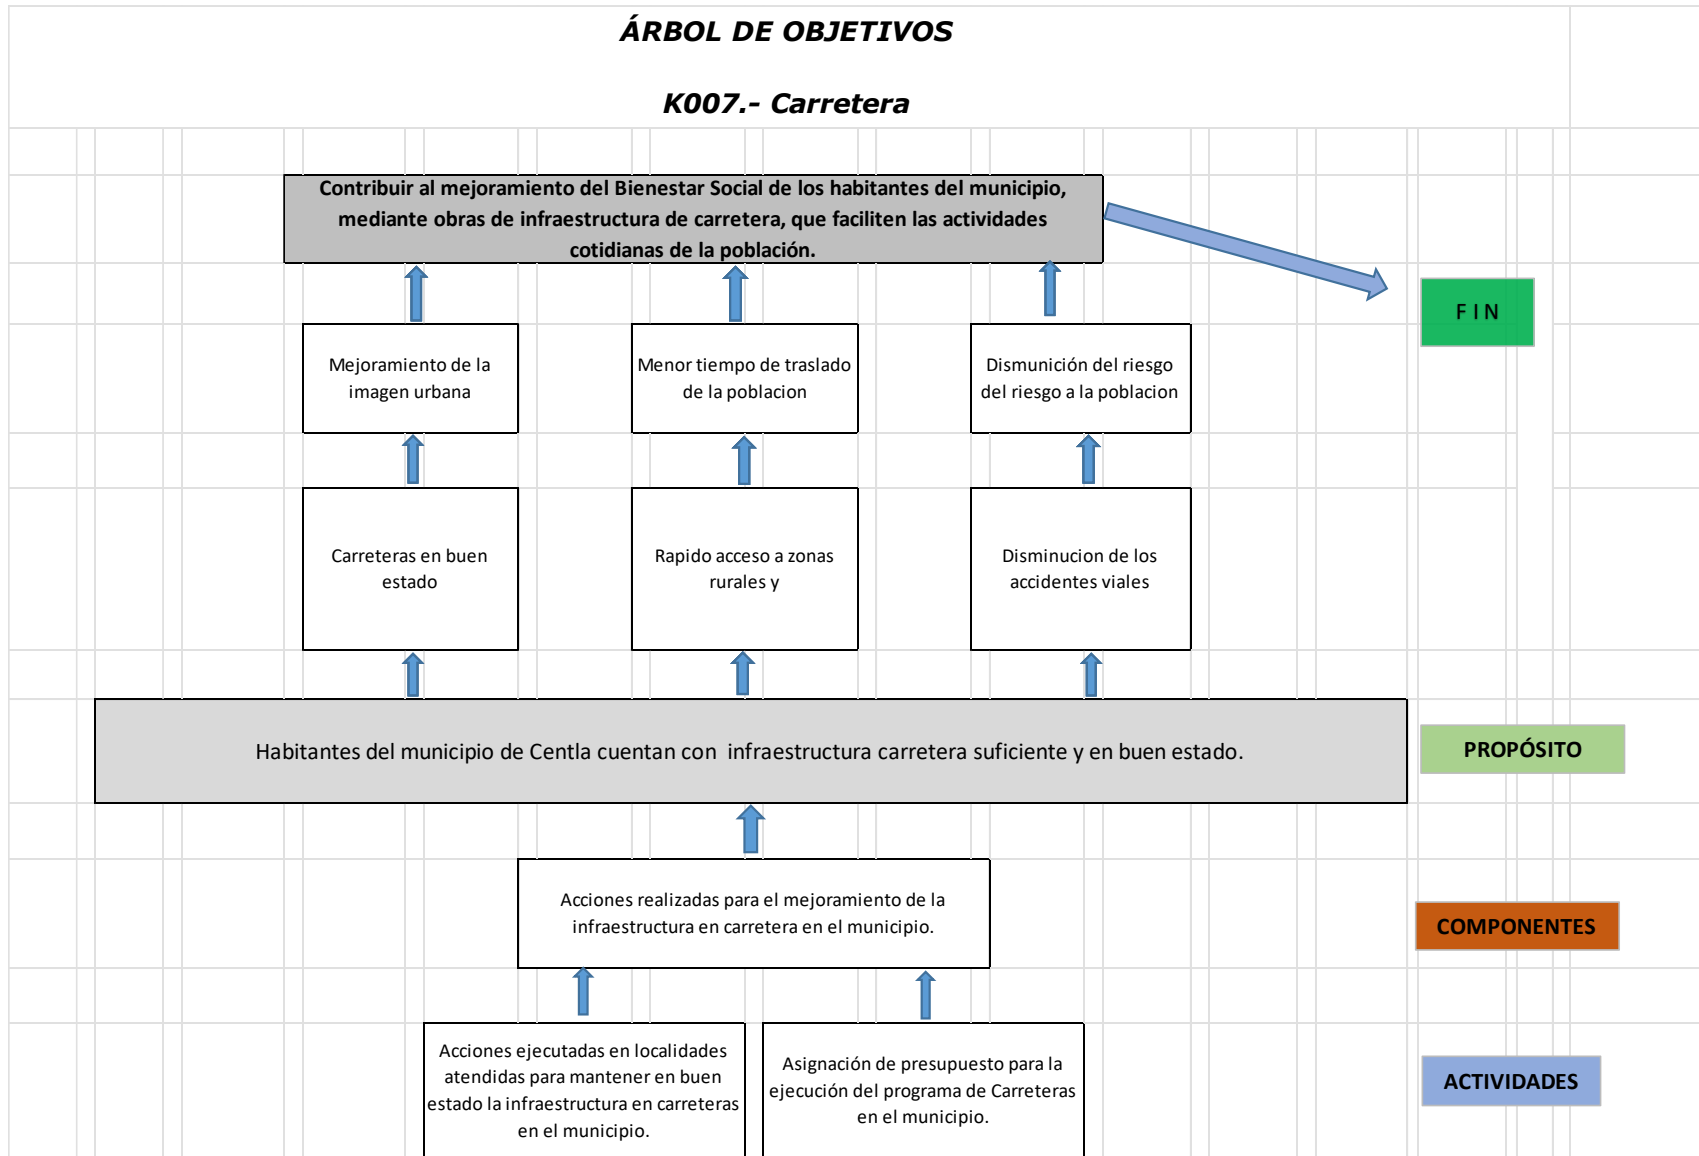 ÁRBOL DE OBJETIVOS
K007.- Carretera
Contribuir al mejoramiento del Bienestar Social de los habitantes del municipio,
mediante obras de infraestructura de carretera, que faciliten las actividades
cotidianas de la población.
F I N
Mejoramiento de la
imagen urbana
Menor tiempo de traslado
de la poblacion
Dismunición del riesgo
del riesgo a la poblacion
Carreteras en buen
estado
Rapido acceso a zonas
rurales y
Disminucion de los
accidentes viales
Habitantes del municipio de Centla cuentan con  infraestructura carretera suficiente y en buen estado.
PROPÓSITO
Acciones realizadas para el mejoramiento de la
infraestructura en carretera en el municipio.
COMPONENTES
Acciones ejecutadas en localidades
atendidas para mantener en buen
estado la infraestructura en carreteras
en el municipio.
Asignación de presupuesto para la
ejecución del programa de Carreteras
en el municipio.
ACTIVIDADES